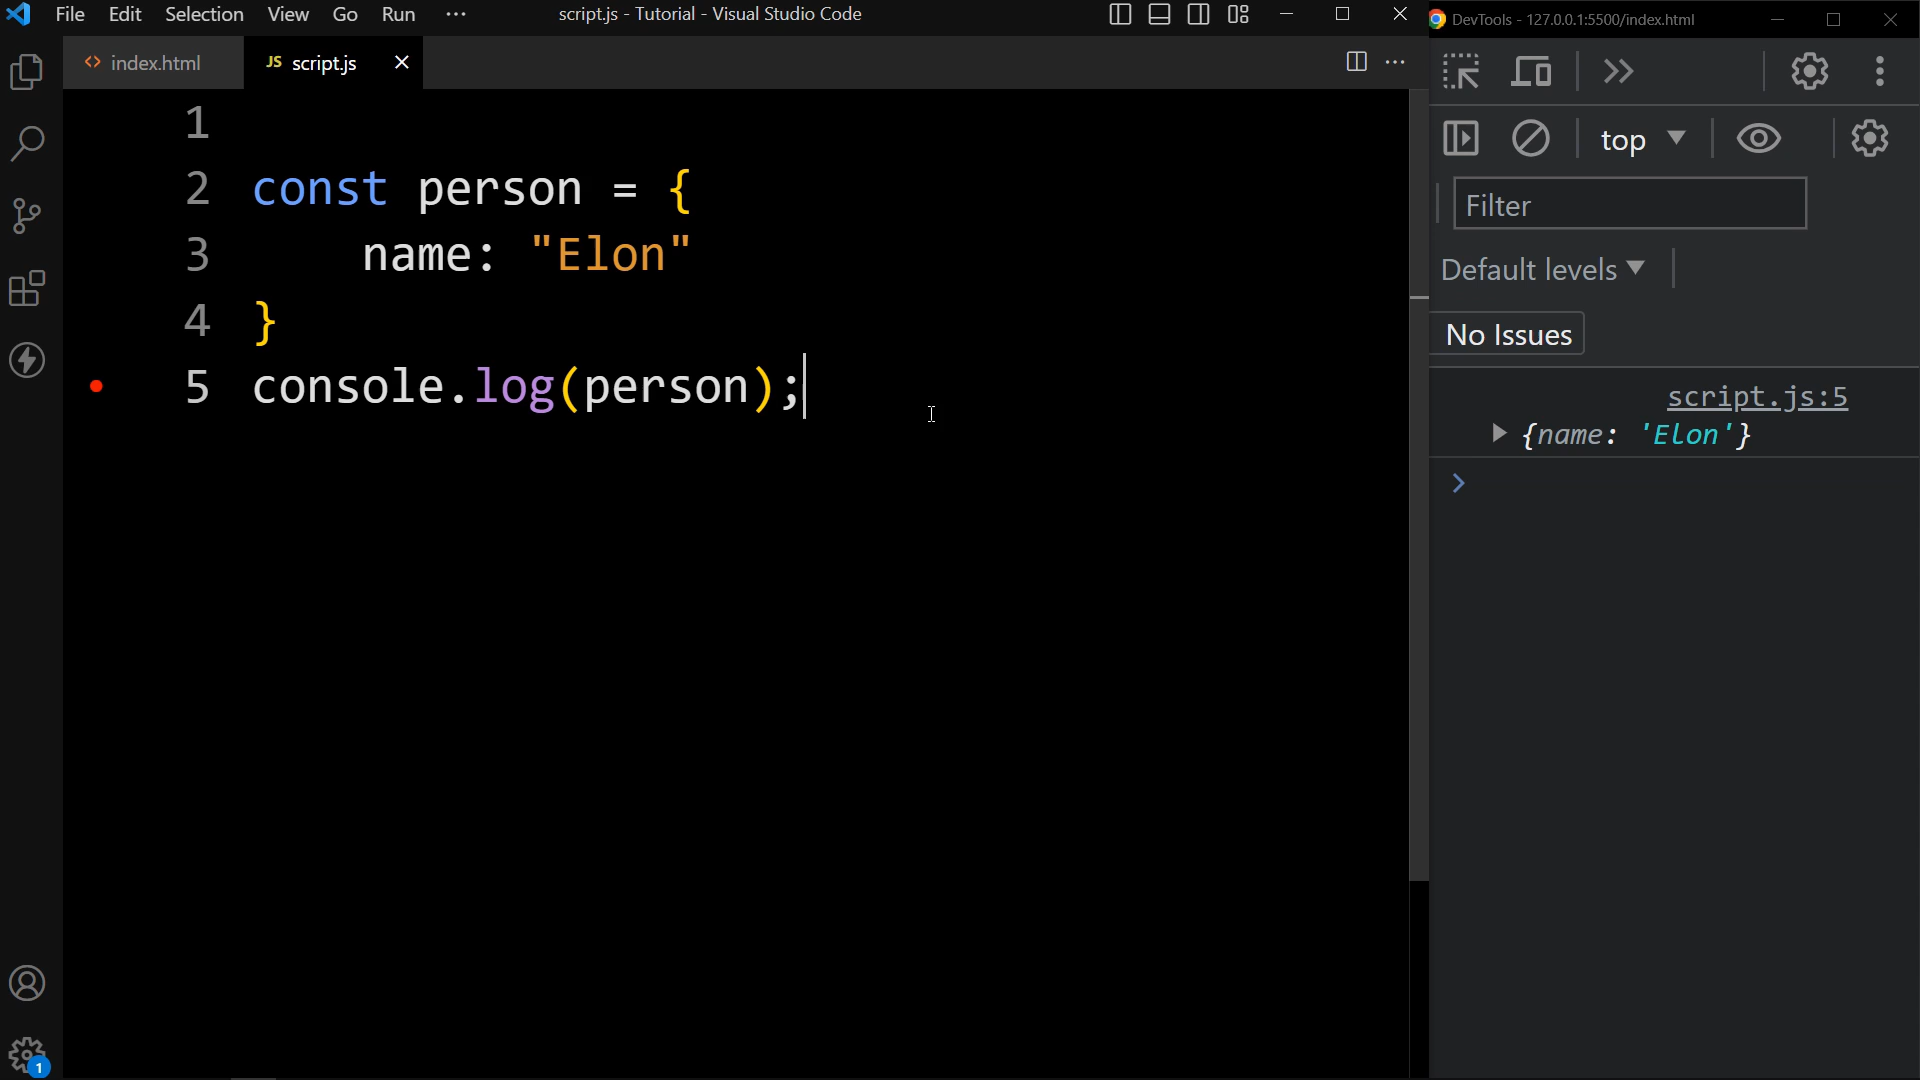 File Edit Selection View Go Run ··· script.js - Tutorial - Visual Studio Code
DevTools - 127.0.0.1:5500/index.html
<> index.html JS script.js
1
2 const person = {
3 name: "Elon"
4 }
5 console.log(person);
1
top
Filter
Default levels
No Issues
script.js:5
{name: 'Elon'}